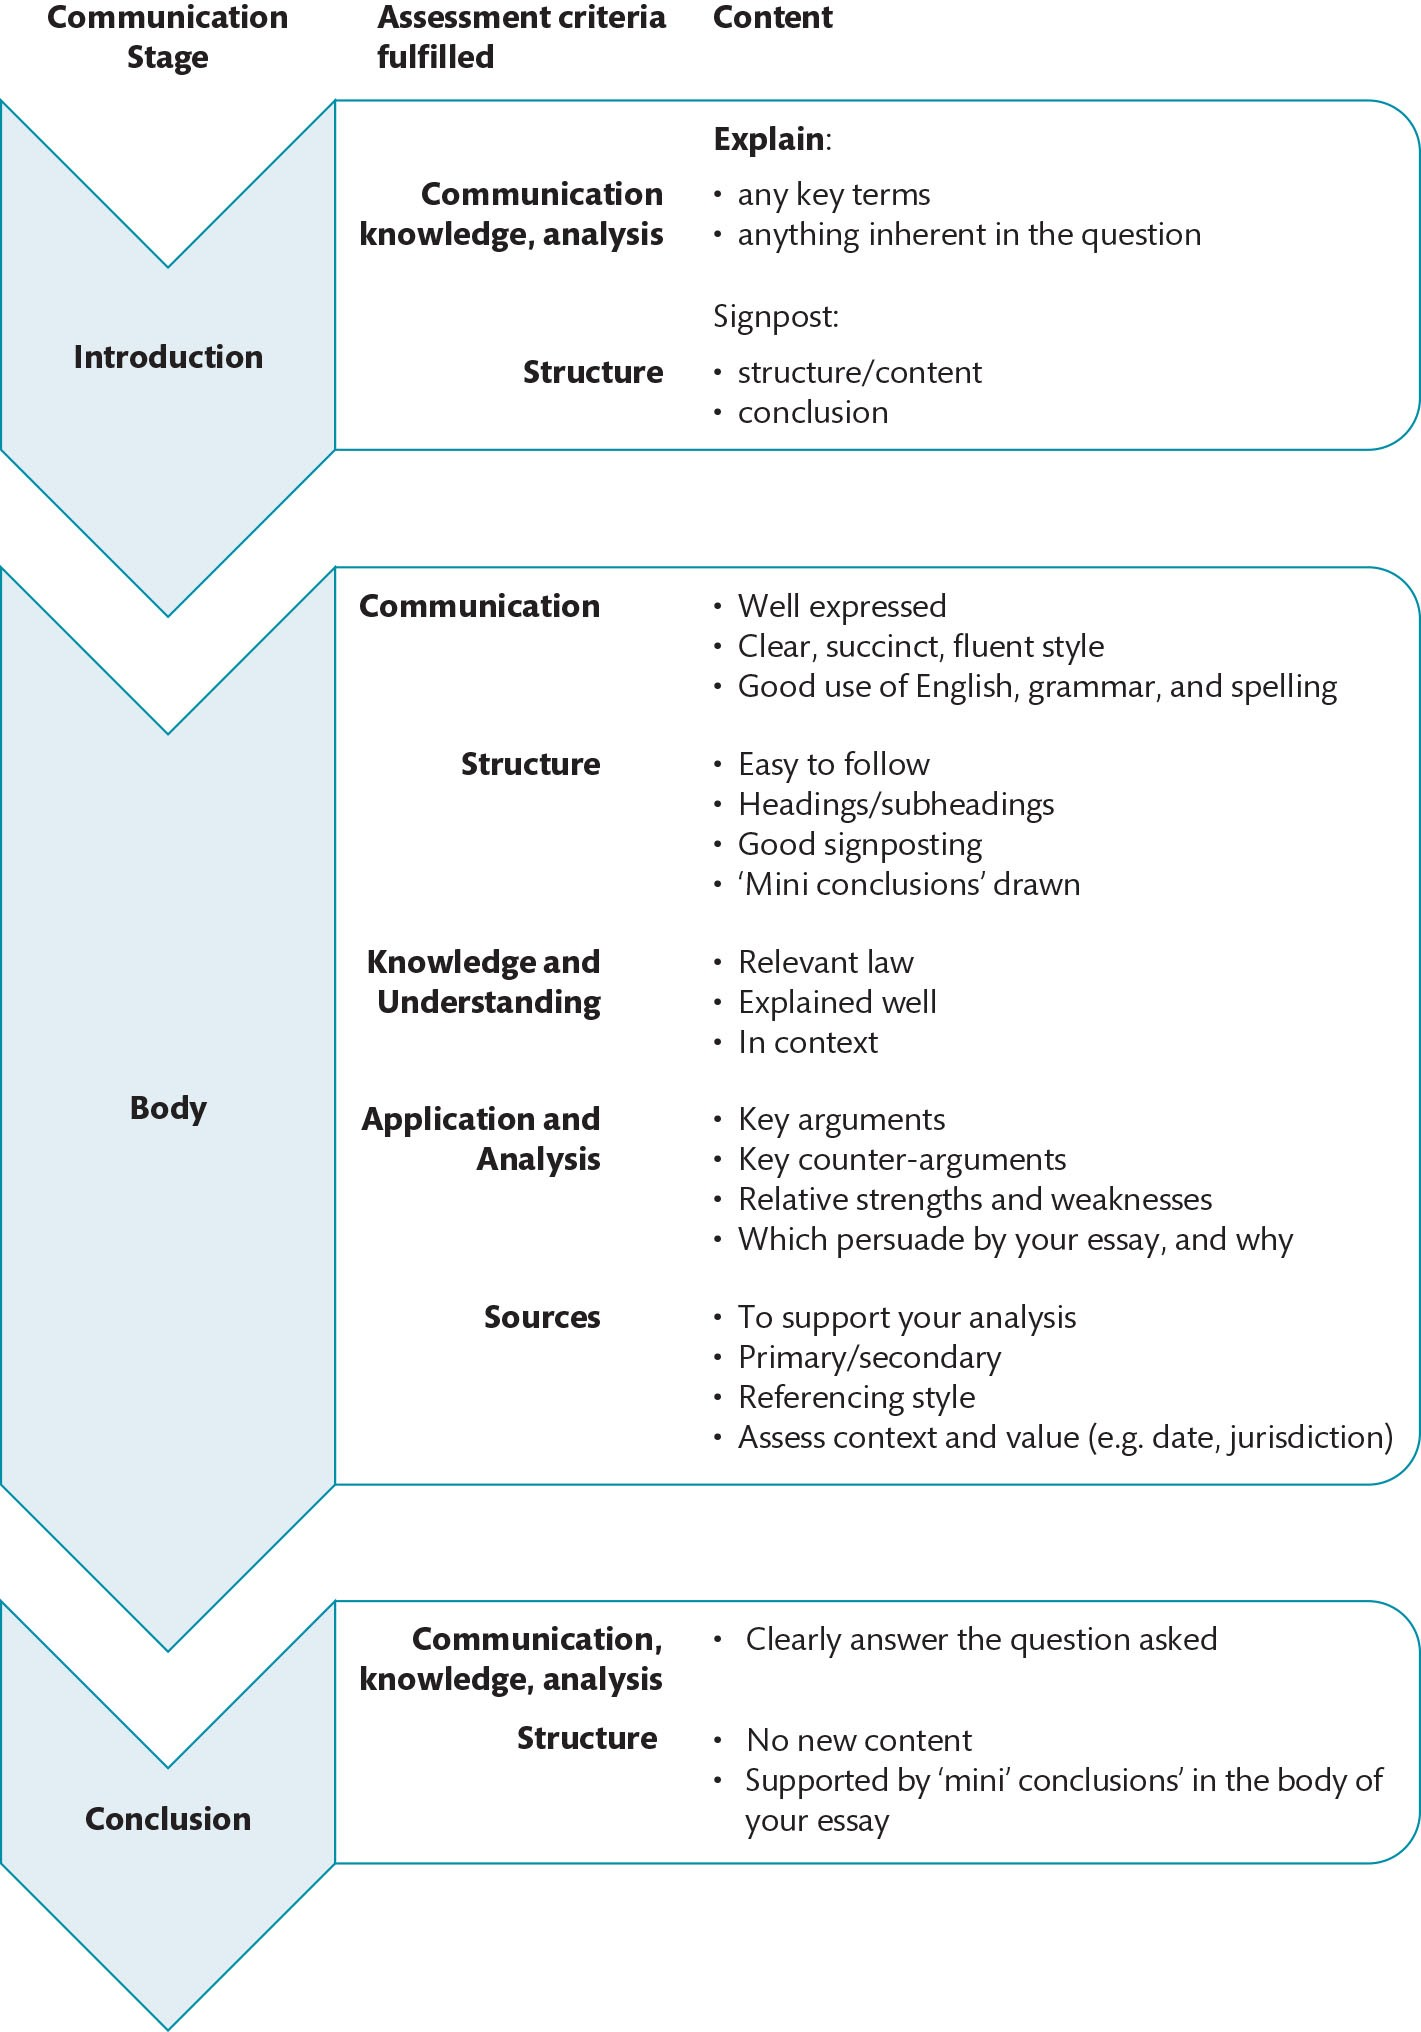 Communication
Stage
Assessment criteria
fulfilled
Content
Introduction
Explain:
Communication
knowledge, analysis
• any key terms
• anything inherent in the question
Signpost:
Structure
• structure/content
• conclusion
Body
Communication
• Well expressed
• Clear, succinct, fluent style
• Good use of English, grammar, and spelling
Structure
• Easy to follow
• Headings/subheadings
• Good signposting
• ‘Mini conclusions’ drawn
Knowledge and
Understanding
• Relevant law
• Explained well
• In context
Application and
Analysis
• Key arguments
• Key counter-arguments
• Relative strengths and weaknesses
• Which persuade by your essay, and why
Sources
• To support your analysis
• Primary/secondary
• Referencing style
• Assess context and value (e.g. date, jurisdiction)
Conclusion
Communication,
knowledge, analysis
• Clearly answer the question asked
Structure
• No new content
• Supported by ‘mini’ conclusions’ in the body of
your essay